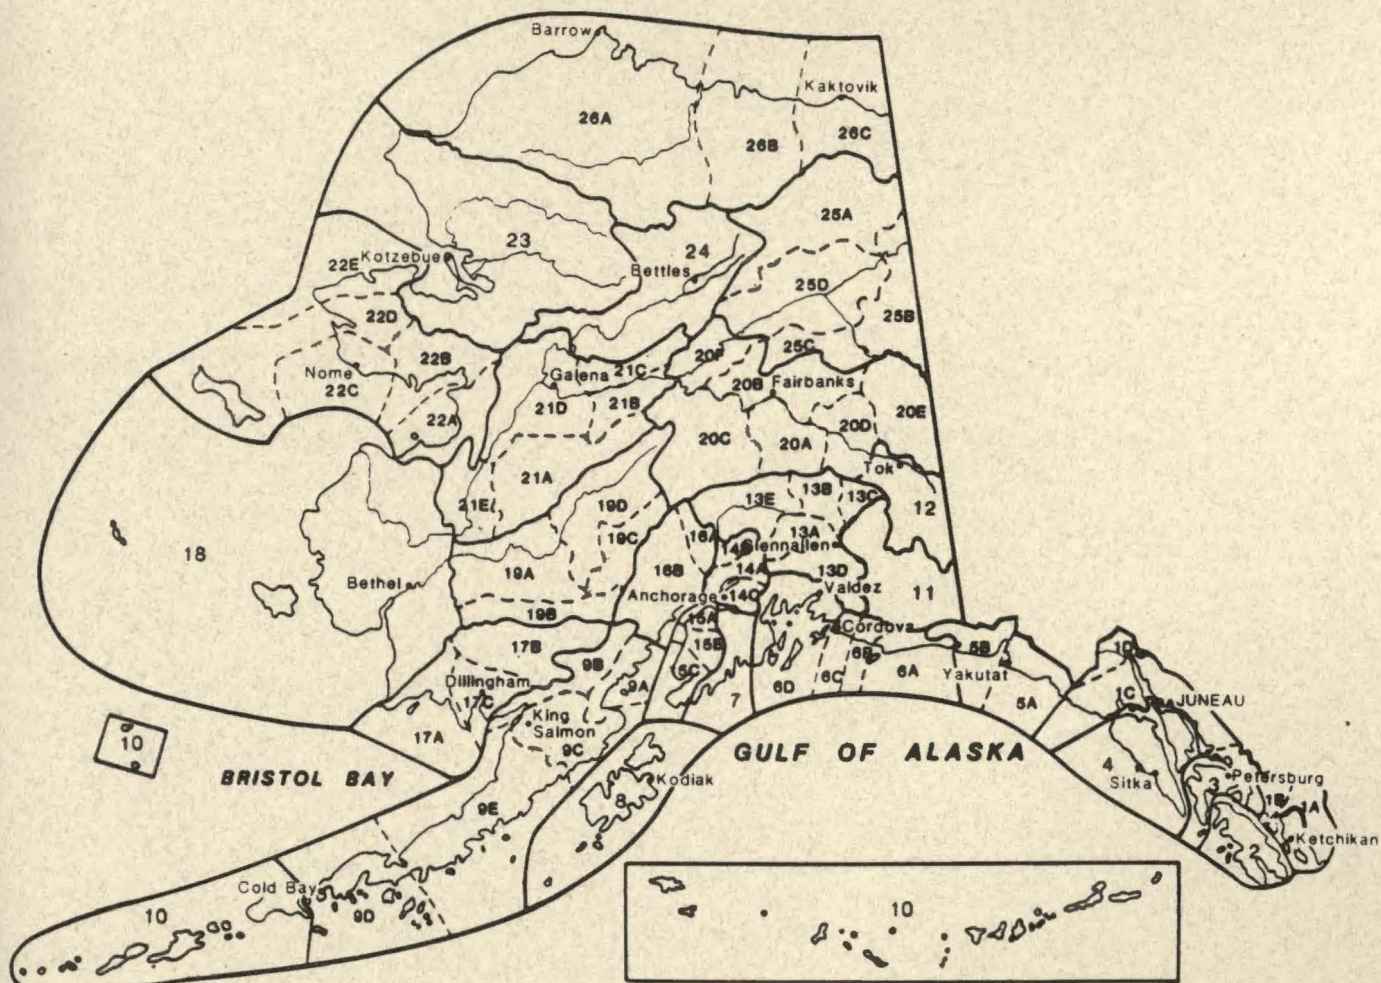 Barrow
Kaktovik
26A
26B
26C
25A
23
24
Kotzebue
22E
Bettles
25D
22D
25B
22B
20F
25C
Nome
22C
Galena
21C
20B
Fairbanks
21D
21B
22A
20E
20D
20C
20A
Tok
21A
21E
19D
13E
13B
13C
12
19C
16A
13A
18
Glennallen
14B
Bethel
19A
16B
14A
13D
Valdez
11
Anchorage
14C
19B
15A
Cordova
17B
15B
6B
5B
1D
9B
Dillingham
17C
9A
15C
7
6D
6C
6A
Yakutat
5A
1C
JUNEAU
17A
King
Salmon
9C
10
BRISTOL BAY
GULF OF ALASKA
4
Sitka
3
Petersburg
1B
1A
8
Kodiak
9E
Ketchikan
2
Cold Bay
10
9D
10